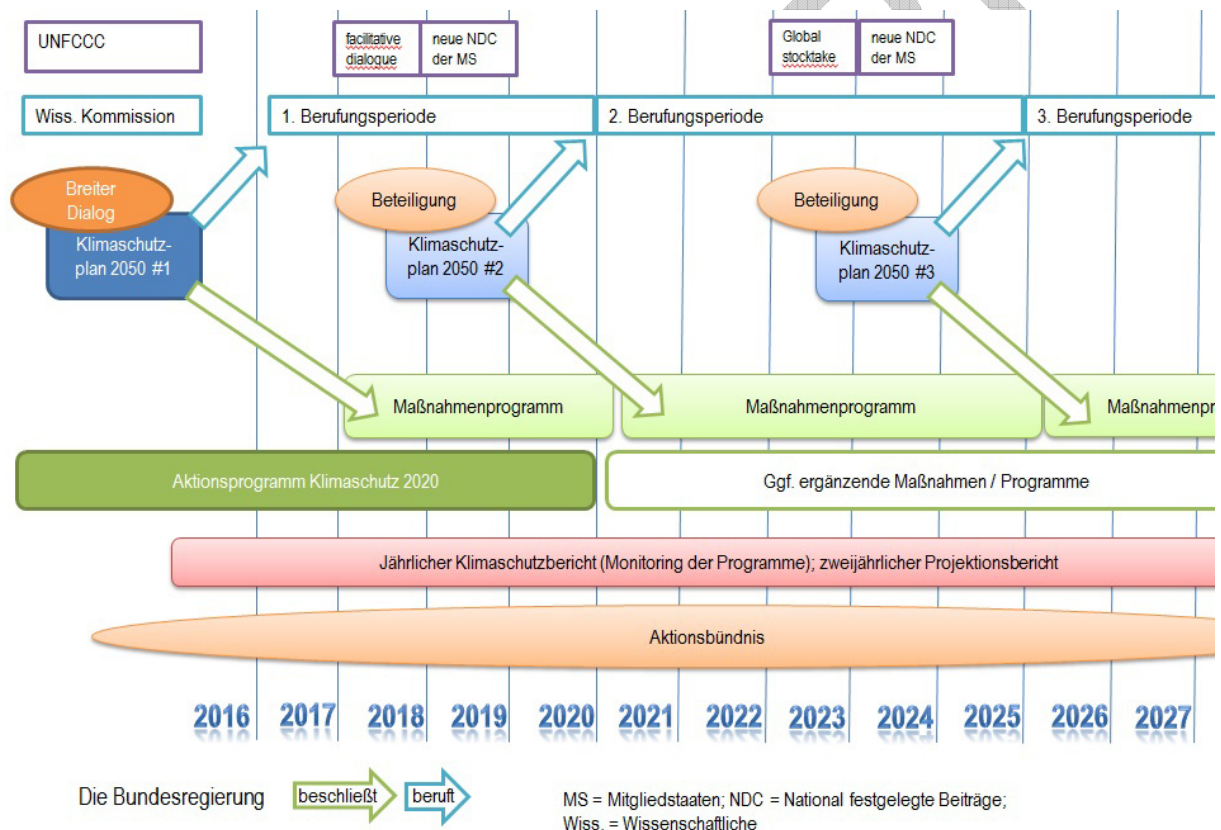 UNFCCC
facilitative
dialogue
neue NDC
der MS
Global
stocktake
neue NDC
der MS
Wiss. Kommission
1. Berufungsperiode
2. Berufungsperiode
3. Berufungsperiode
Breiter
Dialog
Klimaschutz-
plan 2050 #1
Beteiligung
Klimaschutz-
plan 2050 #2
Beteiligung
Klimaschutz-
plan 2050 #3
Maßnahmenprogramm
Maßnahmenprogramm
Maßnahmenpr
Aktionsprogramm Klimaschutz 2020
Ggf. ergänzende Maßnahmen / Programme
Jährlicher Klimaschutzbericht (Monitoring der Programme); zweijährlicher Projektionsbericht
Aktionsbündnis
2016 2017 2018 2019 2020 2021 2022 2023 2024 2025 2026 2027
Die Bundesregierung beschließt beruft
MS = Mitgliedstaaten; NDC = National festgelegte Beiträge;
Wiss. = Wissenschaftliche